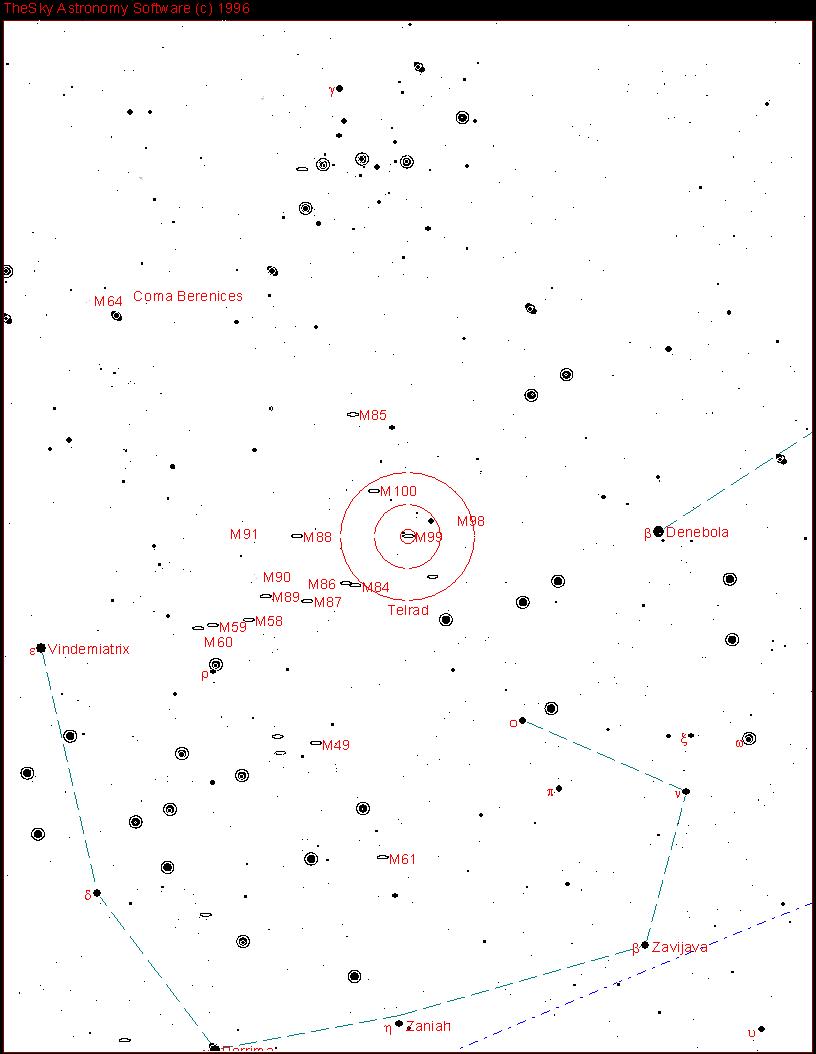 TheSky Astronomy Software (c) 1996
γ
M64
Coma Berenices
M85
M100
M98
M91
M88
M99
β Denebola
M90
M86
M84
M89
M87
Telrad
M58
M59
M60
ε Vindemiatrix
ρ
ο
ξ
ω
M49
π
ν
M61
δ
β Zavijava
η Zaniah
υ
γ Porrima